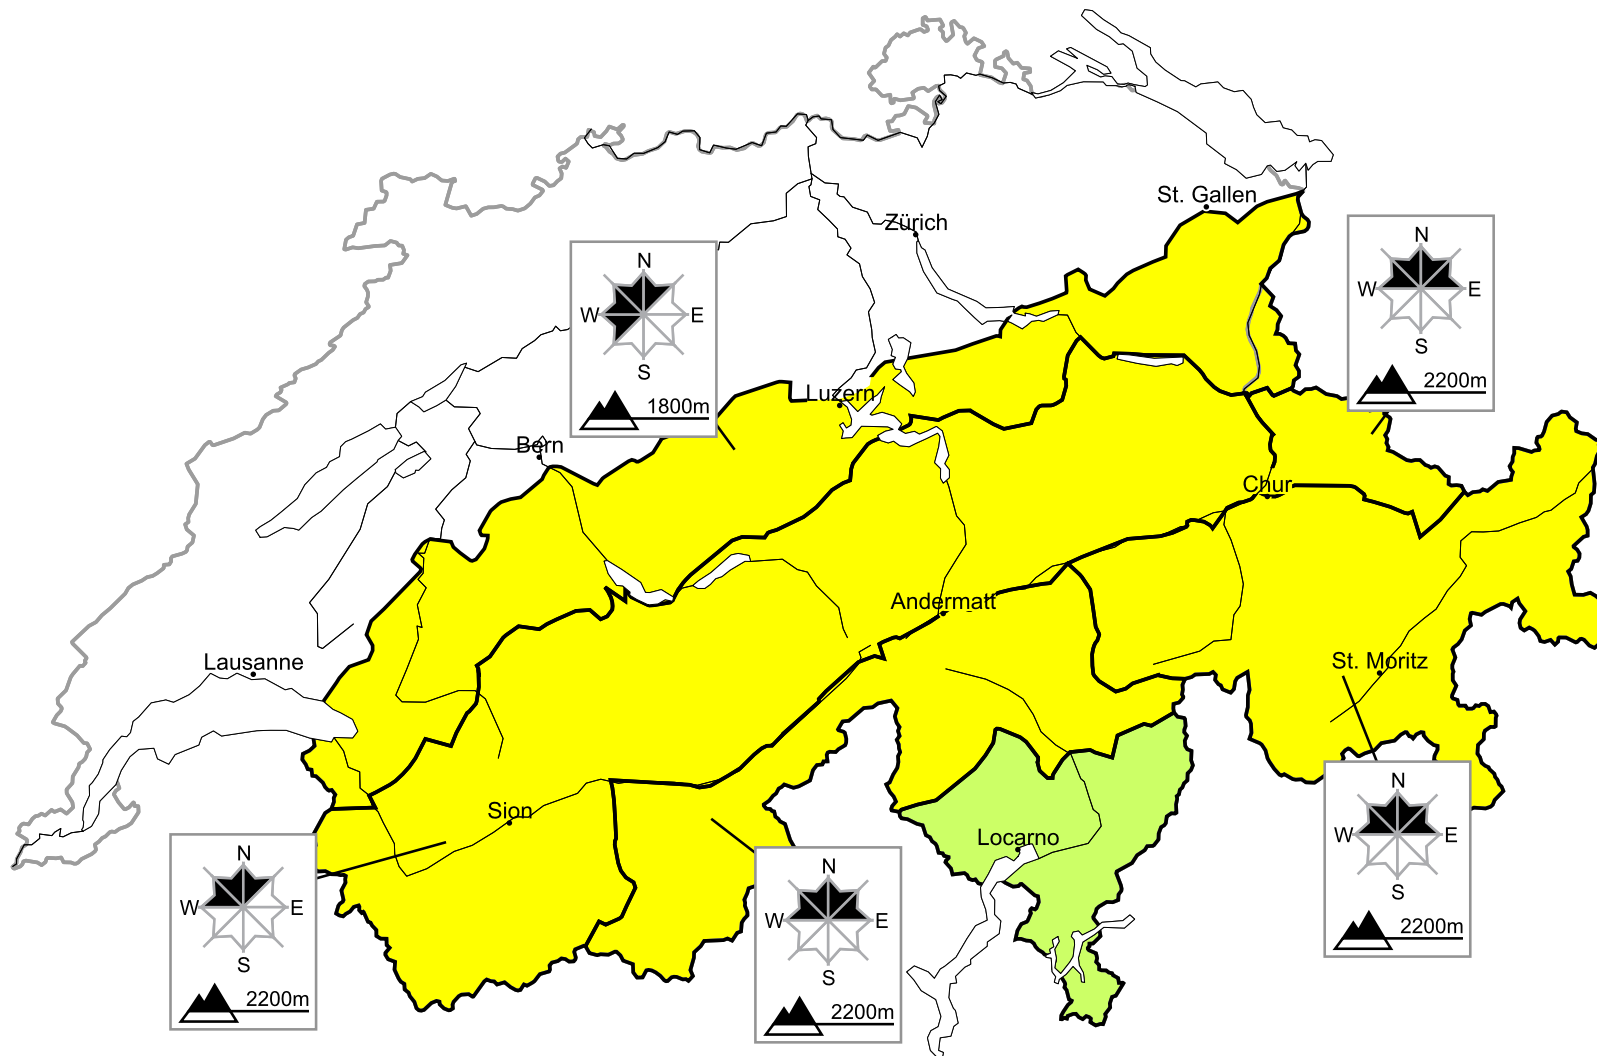 St. Gallen
Zürich
N
W E
S
2200m
N
W E
S
1800m
Luzern
Bern
Chur
Andermatt
Lausanne
St. Moritz
N
W E
S
2200m
Sion
Locarno
N
W E
S
2200m
N
W E
S
2200m